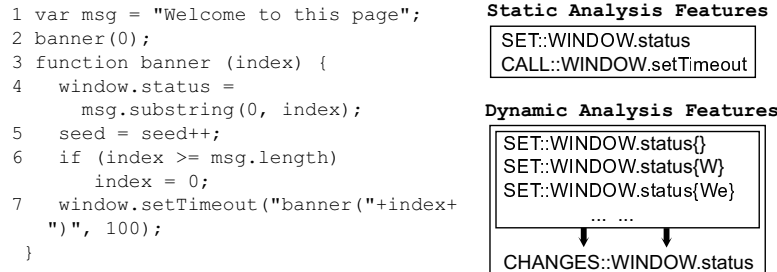 1 var msg = "Welcome to this page";
2 banner(0);
3 function banner (index) {
4 window.status =
msg.substring(0, index);
5 seed = seed++;
6 if (index >= msg.length)
index = 0;
7 window.setTimeout("banner("+index+
")", 100);
}
Static Analysis Features
SET::WINDOW.status
CALL::WINDOW.setTimeout
Dynamic Analysis Features
SET::WINDOW.status{}
SET::WINDOW.status{W}
SET::WINDOW.status{We}
... ...
CHANGES::WINDOW.status